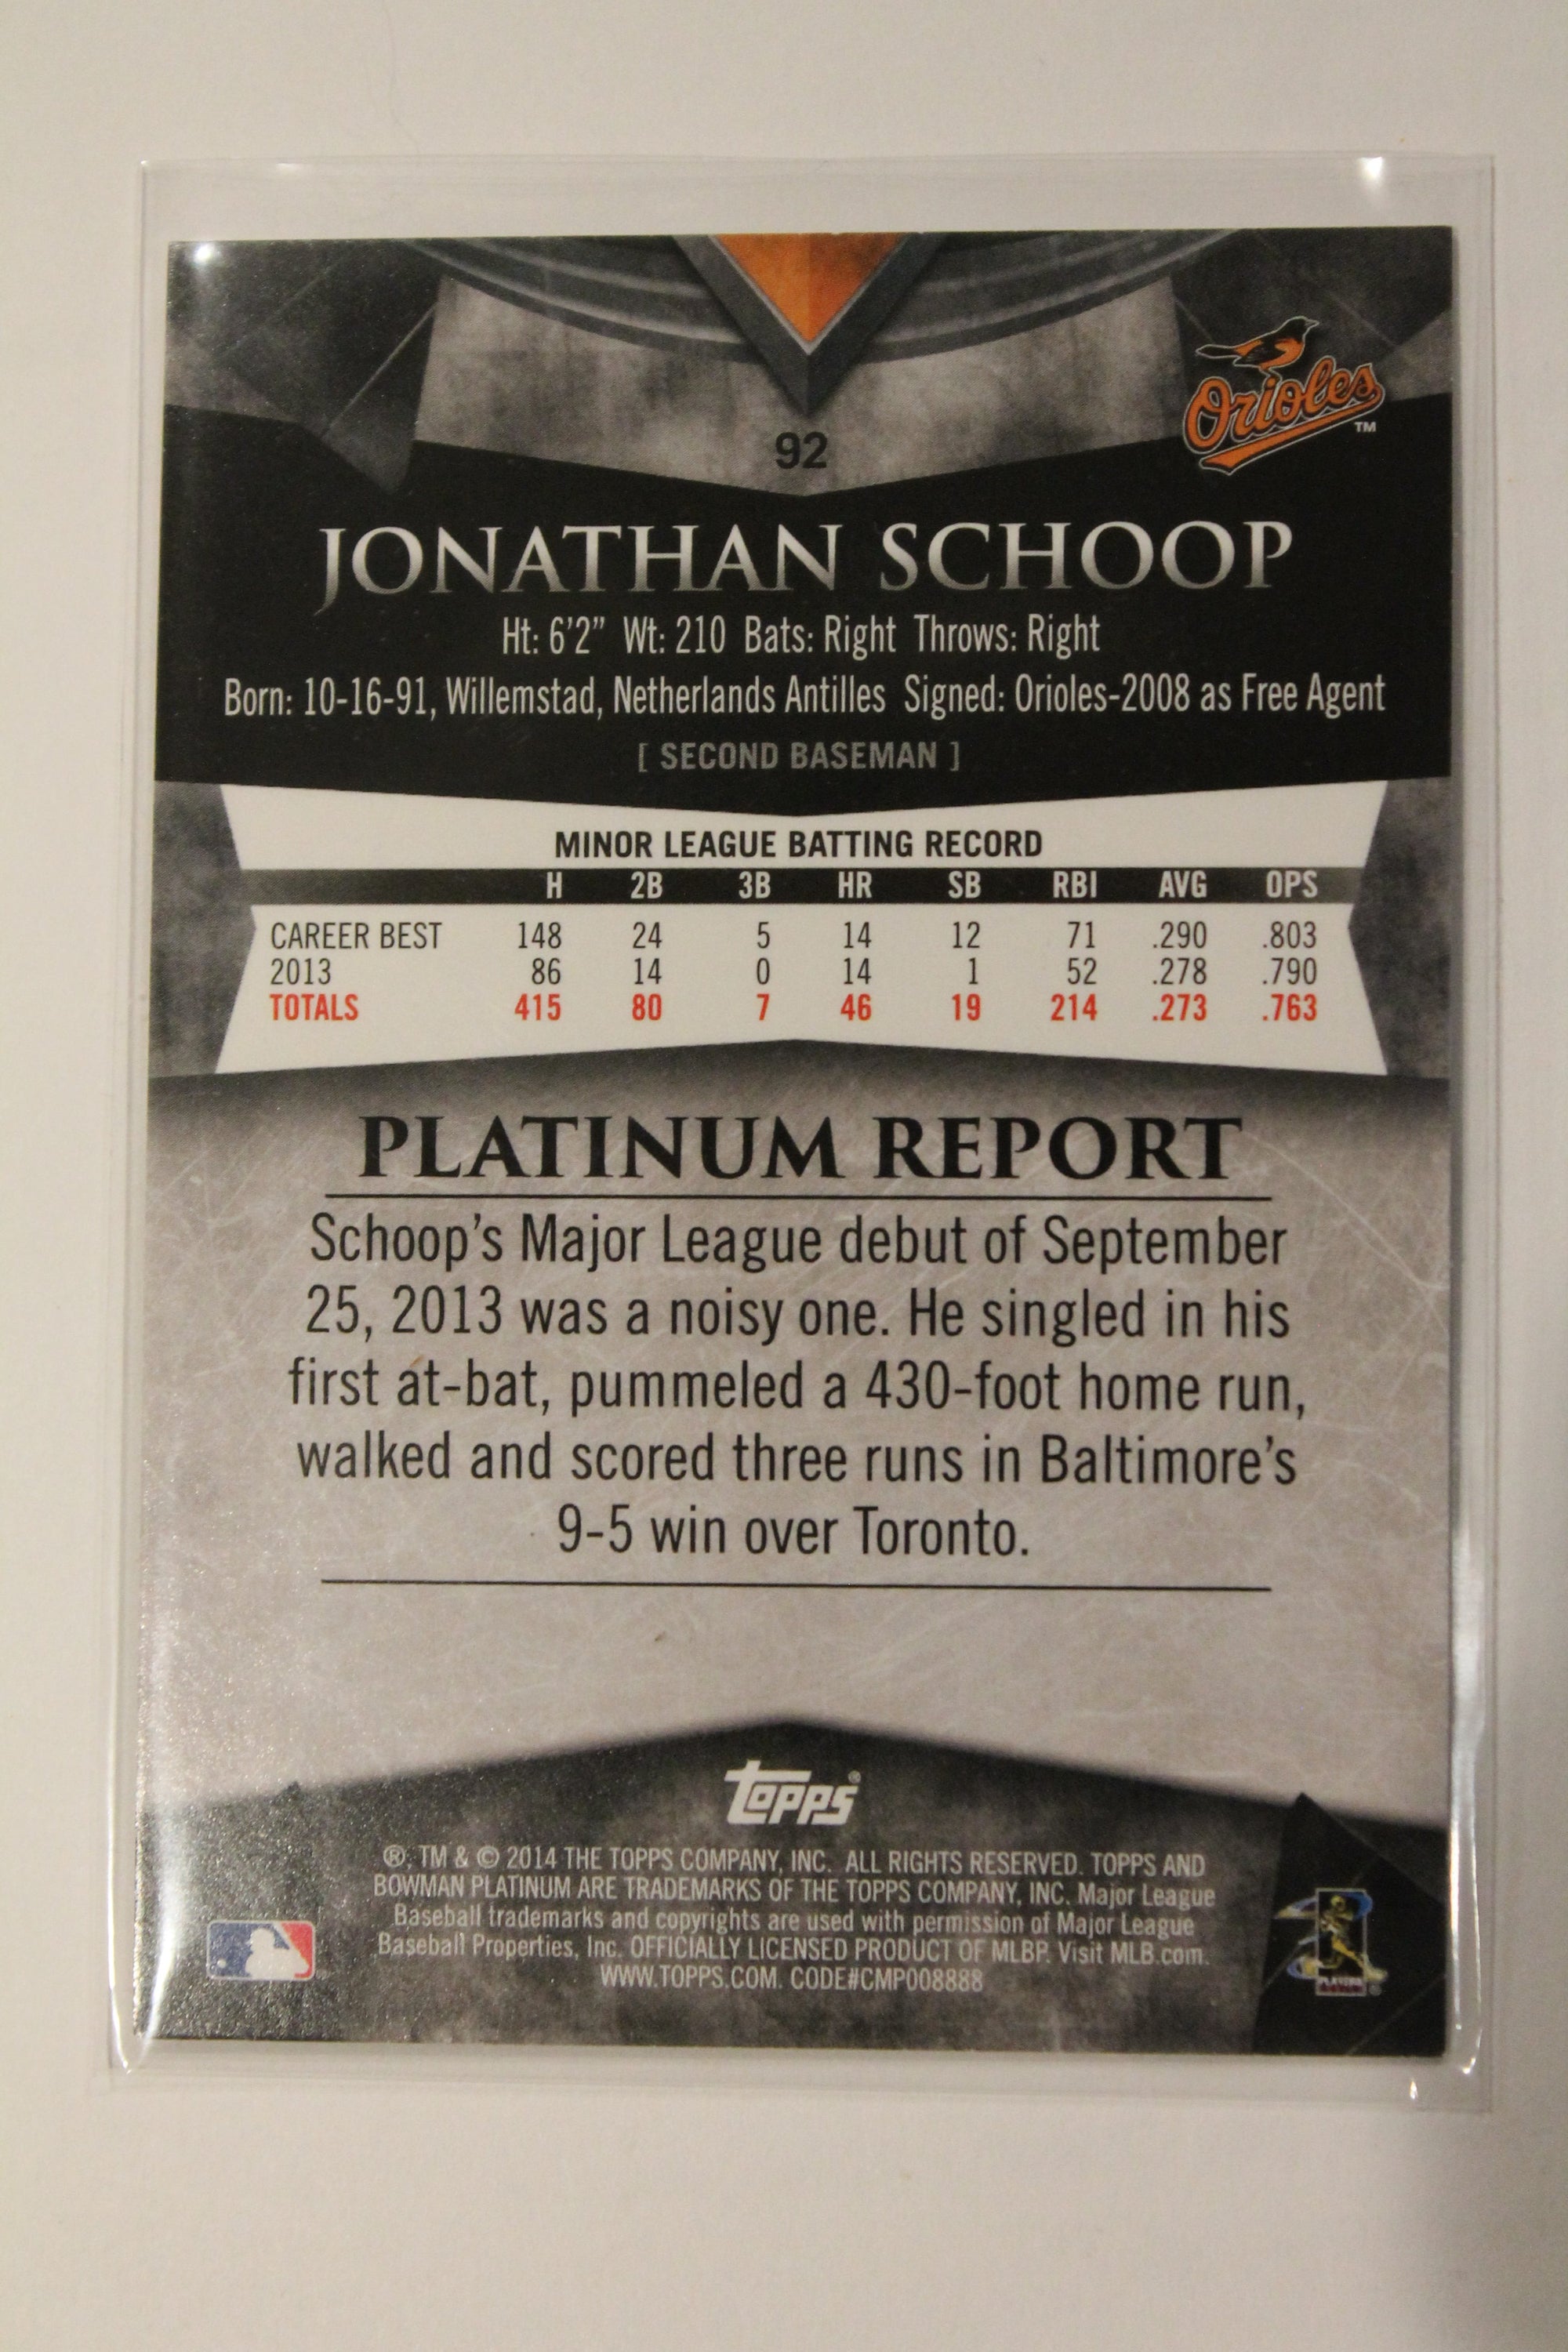 Orioles
TM
92
JONATHAN SCHOOP
Ht: 6'2" Wt: 210 Bats: Right Throws: Right
Born: 10-16-91, Willemstad, Netherlands Antilles Signed: Orioles-2008 as Free Agent
[ SECOND BASEMAN ]
MINOR LEAGUE BATTING RECORD
H 2B 3B HR SB RBI AVG OPS
CAREER BEST 148 24 5 14 12 71 .290 .803
2013 86 14 0 14 1 52 .278 .790
TOTALS 415 80 7 46 19 214 .273 .763
PLATINUM REPORT
Schoop's Major League debut of September
25, 2013 was a noisy one. He singled in his
first at-bat, pummeled a 430-foot home run,
walked and scored three runs in Baltimore's
9-5 win over Toronto.
Topps®
®, TM & © 2014 THE TOPPS COMPANY, INC. ALL RIGHTS RESERVED. TOPPS AND
BOWMAN PLATINUM ARE TRADEMARKS OF THE TOPPS COMPANY, INC. Major League
Baseball trademarks and copyrights are used with permission of Major League
Baseball Properties, Inc. OFFICIALLY LICENSED PRODUCT OF MLBP. Visit MLB.com.
WWW.TOPPS.COM. CODE#CMP008888